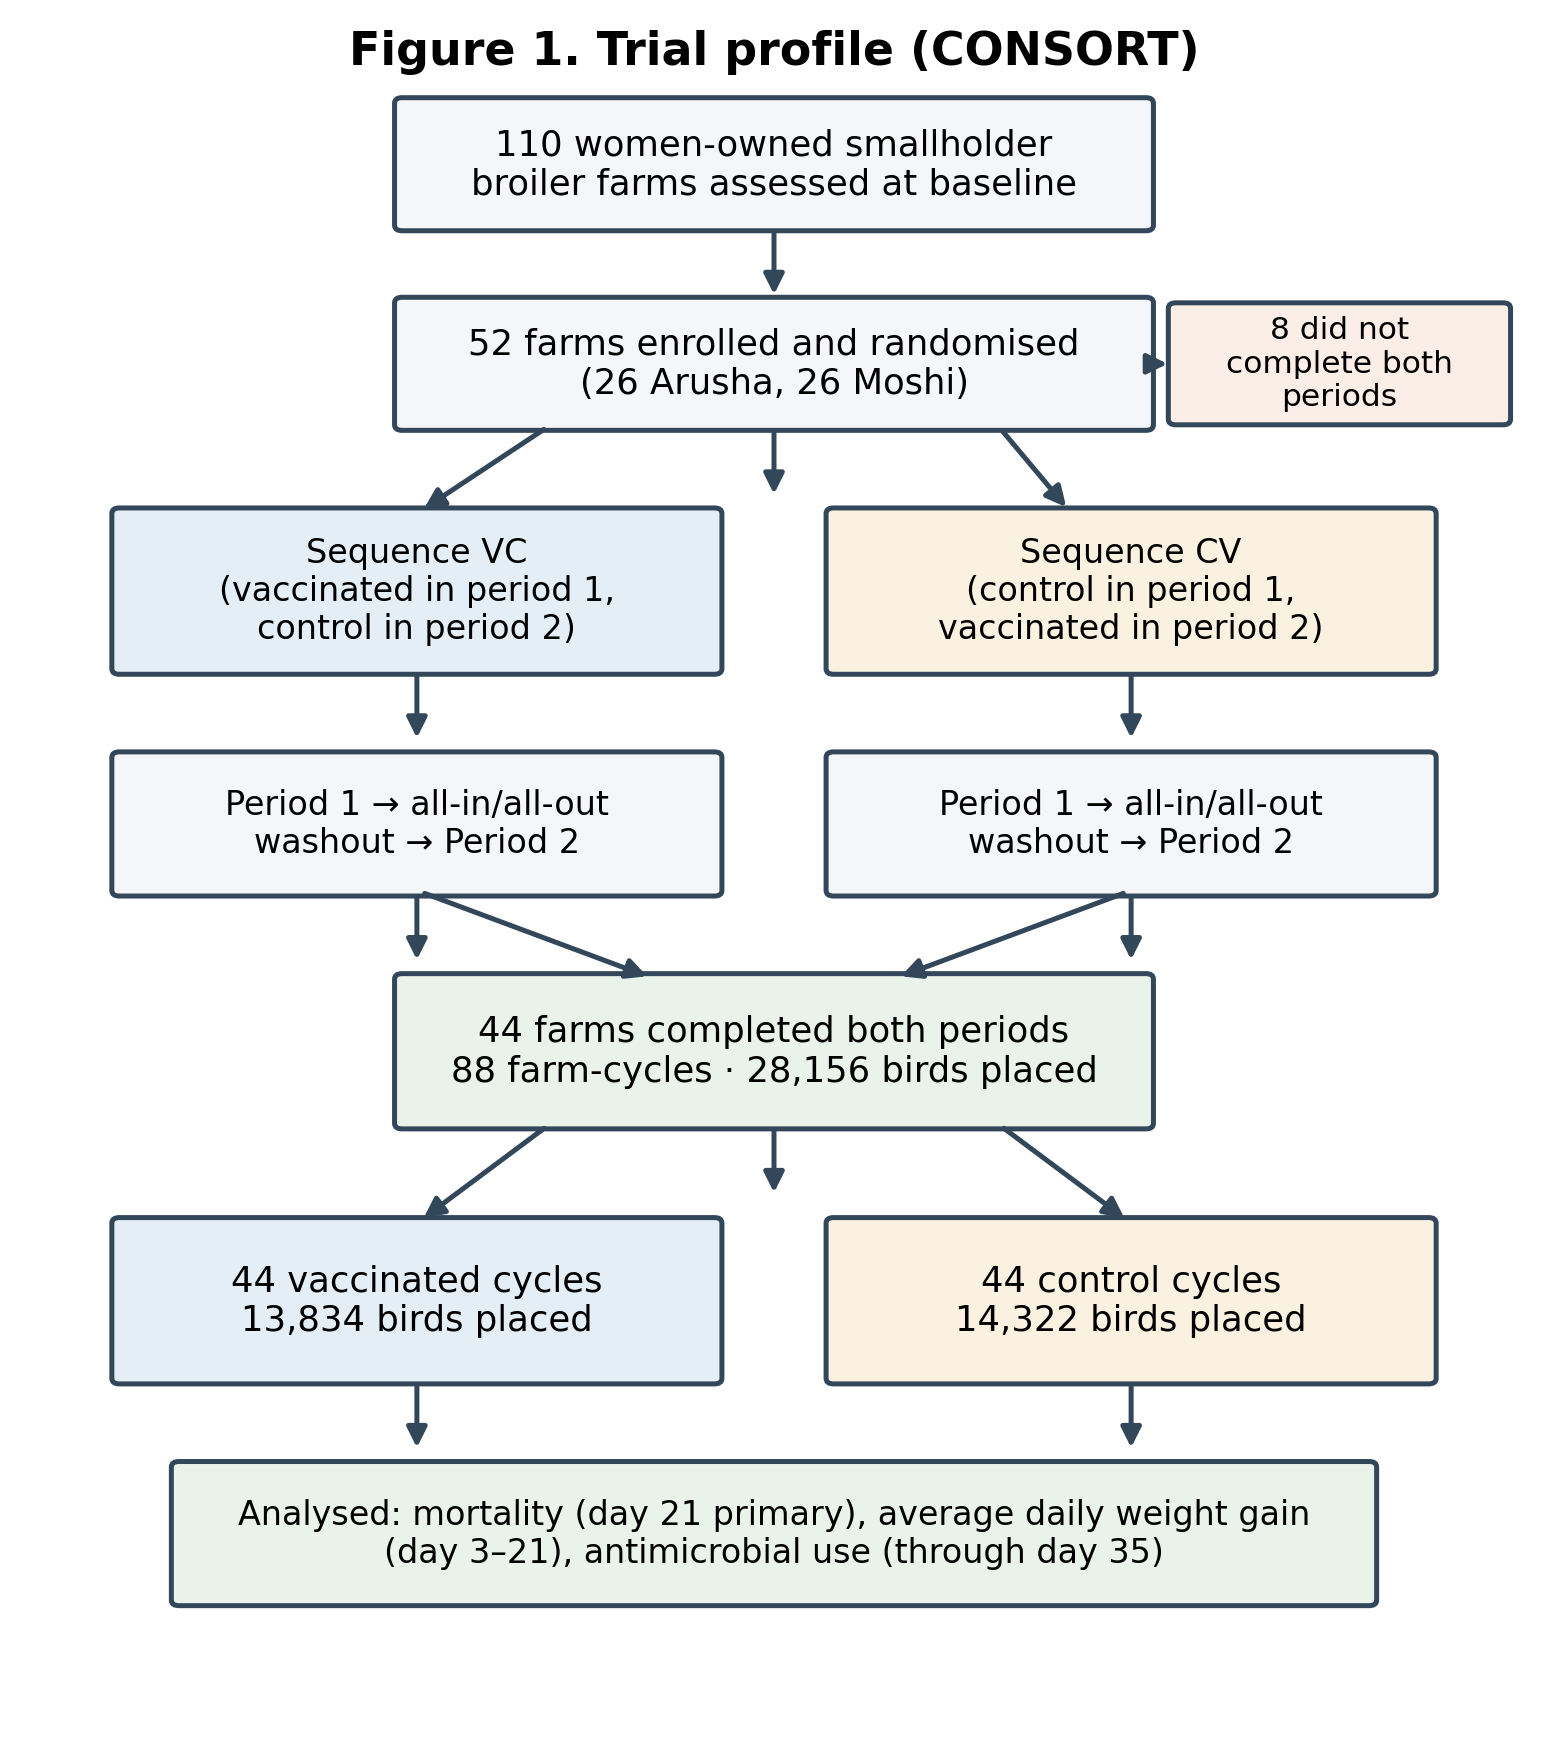 Figure 1. Trial profile (CONSORT)
110 women-owned smallholder
broiler farms assessed at baseline
52 farms enrolled and randomised
(26 Arusha, 26 Moshi)
8 did not
complete both
periods
Sequence VC
(vaccinated in period 1,
control in period 2)
Sequence CV
(control in period 1,
vaccinated in period 2)
Period 1 → all-in/all-out
washout → Period 2
Period 1 → all-in/all-out
washout → Period 2
44 farms completed both periods
88 farm-cycles · 28,156 birds placed
44 vaccinated cycles
13,834 birds placed
44 control cycles
14,322 birds placed
Analysed: mortality (day 21 primary), average daily weight gain
(day 3–21), antimicrobial use (through day 35)